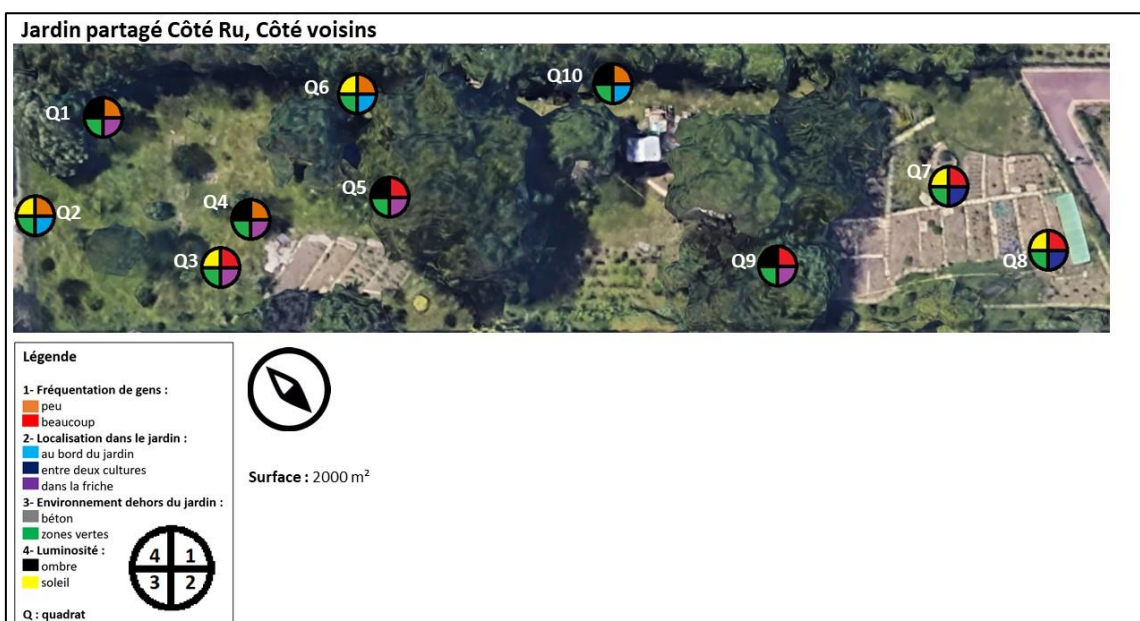 Jardin partagé Côté Ru, Côté voisins
Q1
Q2
Q3
Q4
Q5
Q6
Q10
Q9
Q7
Q8
Légende
1- Fréquentation de gens :
peu
beaucoup
2- Localisation dans le jardin :
au bord du jardin
entre deux cultures
dans la friche
3- Environnement dehors du jardin :
béton
zones vertes
4- Luminosité :
ombre
soleil
Q : quadrat
4 1
3 2
Surface : 2000 m²